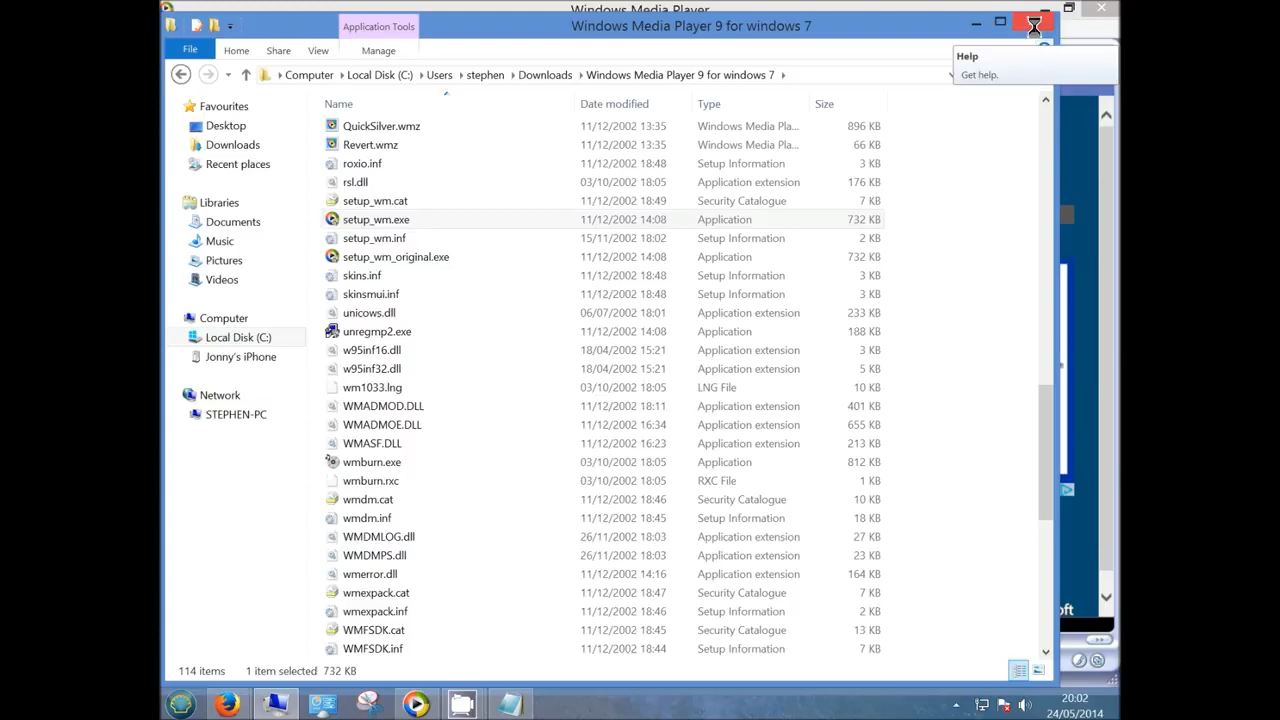 Windows Media Player
Windows Media Player 9 for windows 7
Application Tools
File Home Share View Manage
Help
Get help.
Computer Local Disk (C:) Users stephen Downloads Windows Media Player 9 for windows 7
Name Date modified Type Size
Favourites
Desktop
Downloads
Recent places
Libraries
Documents
Music
Pictures
Videos
Computer
Local Disk (C:)
Jonny's iPhone
Network
STEPHEN-PC
QuickSilver.wmz 11/12/2002 13:35 Windows Media Pla... 896 KB
Revert.wmz 11/12/2002 13:35 Windows Media Pla... 66 KB
roxio.inf 11/12/2002 18:48 Setup Information 3 KB
rsl.dll 03/10/2002 18:05 Application extension 176 KB
setup_wm.cat 11/12/2002 18:49 Security Catalogue 7 KB
setup_wm.exe 11/12/2002 14:08 Application 732 KB
setup_wm.inf 15/11/2002 18:02 Setup Information 2 KB
setup_wm_original.exe 11/12/2002 14:08 Application 732 KB
skins.inf 11/12/2002 18:48 Setup Information 3 KB
skinsmui.inf 11/12/2002 18:48 Setup Information 3 KB
unicows.dll 06/07/2002 18:01 Application extension 233 KB
unregmp2.exe 11/12/2002 14:08 Application 188 KB
w95inf16.dll 18/04/2002 15:21 Application extension 3 KB
w95inf32.dll 18/04/2002 15:21 Application extension 5 KB
wm1033.lng 03/10/2002 18:05 LNG File 10 KB
WMADMOD.DLL 11/12/2002 18:11 Application extension 401 KB
WMADMOE.DLL 11/12/2002 16:34 Application extension 655 KB
WMASF.DLL 11/12/2002 16:23 Application extension 213 KB
wmburn.exe 03/10/2002 18:05 Application 812 KB
wmburn.rxc 03/10/2002 18:05 RXC File 1 KB
wmdm.cat 11/12/2002 18:46 Security Catalogue 10 KB
wmdm.inf 11/12/2002 18:45 Setup Information 18 KB
WMDMLOG.dll 26/11/2002 18:03 Application extension 27 KB
WMDMPS.dll 26/11/2002 18:03 Application extension 23 KB
wmerror.dll 11/12/2002 14:16 Application extension 164 KB
wmexpack.cat 11/12/2002 18:47 Security Catalogue 7 KB
wmexpack.inf 11/12/2002 18:46 Setup Information 2 KB
WMFSDK.cat 11/12/2002 18:45 Security Catalogue 13 KB
WMFSDK.inf 11/12/2002 18:44 Setup Information 7 KB
oft
114 items 1 item selected 732 KB
20:02
24/05/2014